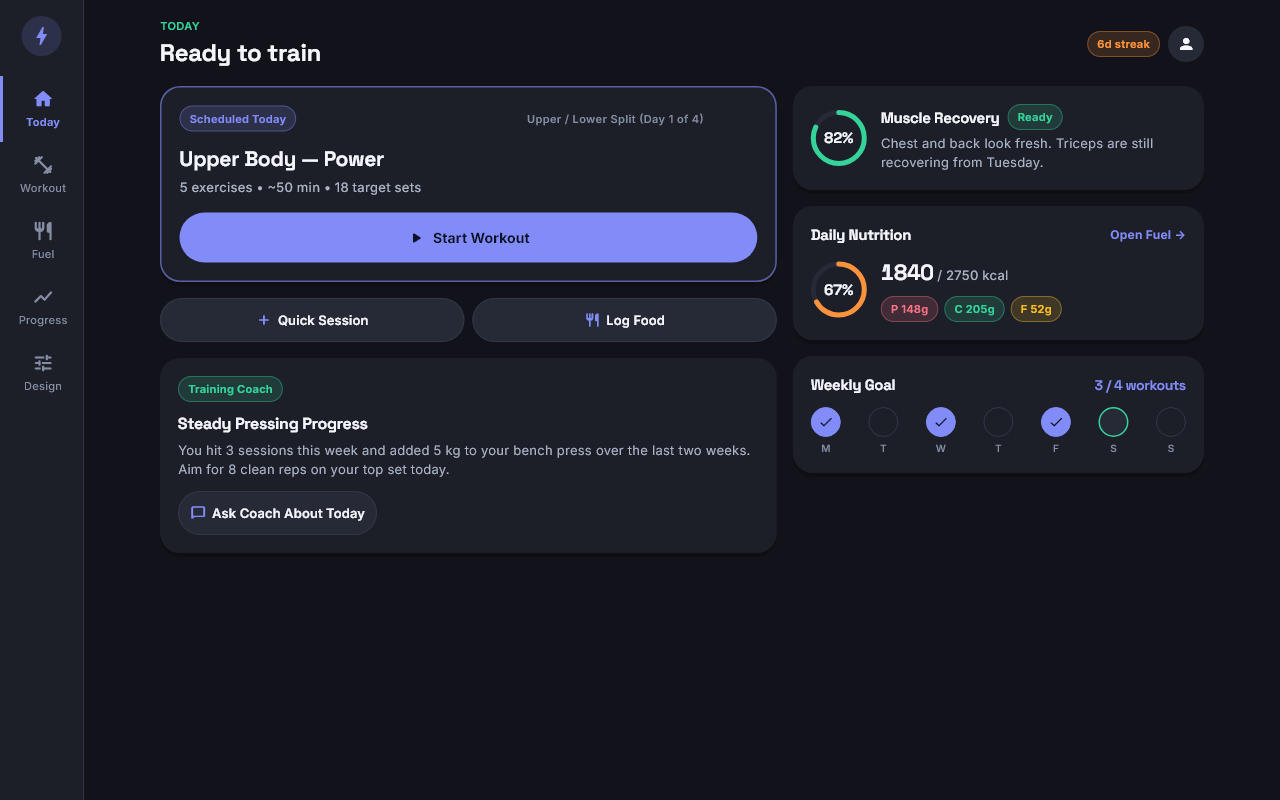 Today
Workout
Fuel
Progress
Design
TODAY
Ready to train
6d streak
Scheduled Today
Upper / Lower Split (Day 1 of 4)
Upper Body — Power
5 exercises • ~50 min • 18 target sets
Start Workout
Quick Session
Log Food
Training Coach
Steady Pressing Progress
You hit 3 sessions this week and added 5 kg to your bench press over the last two weeks.
Aim for 8 clean reps on your top set today.
Ask Coach About Today
82%
Muscle Recovery
Ready
Chest and back look fresh. Triceps are still
recovering from Tuesday.
Daily Nutrition
Open Fuel →
67%
1840 / 2750 kcal
P 148g
C 205g
F 52g
Weekly Goal
3 / 4 workouts
M T W T F S S